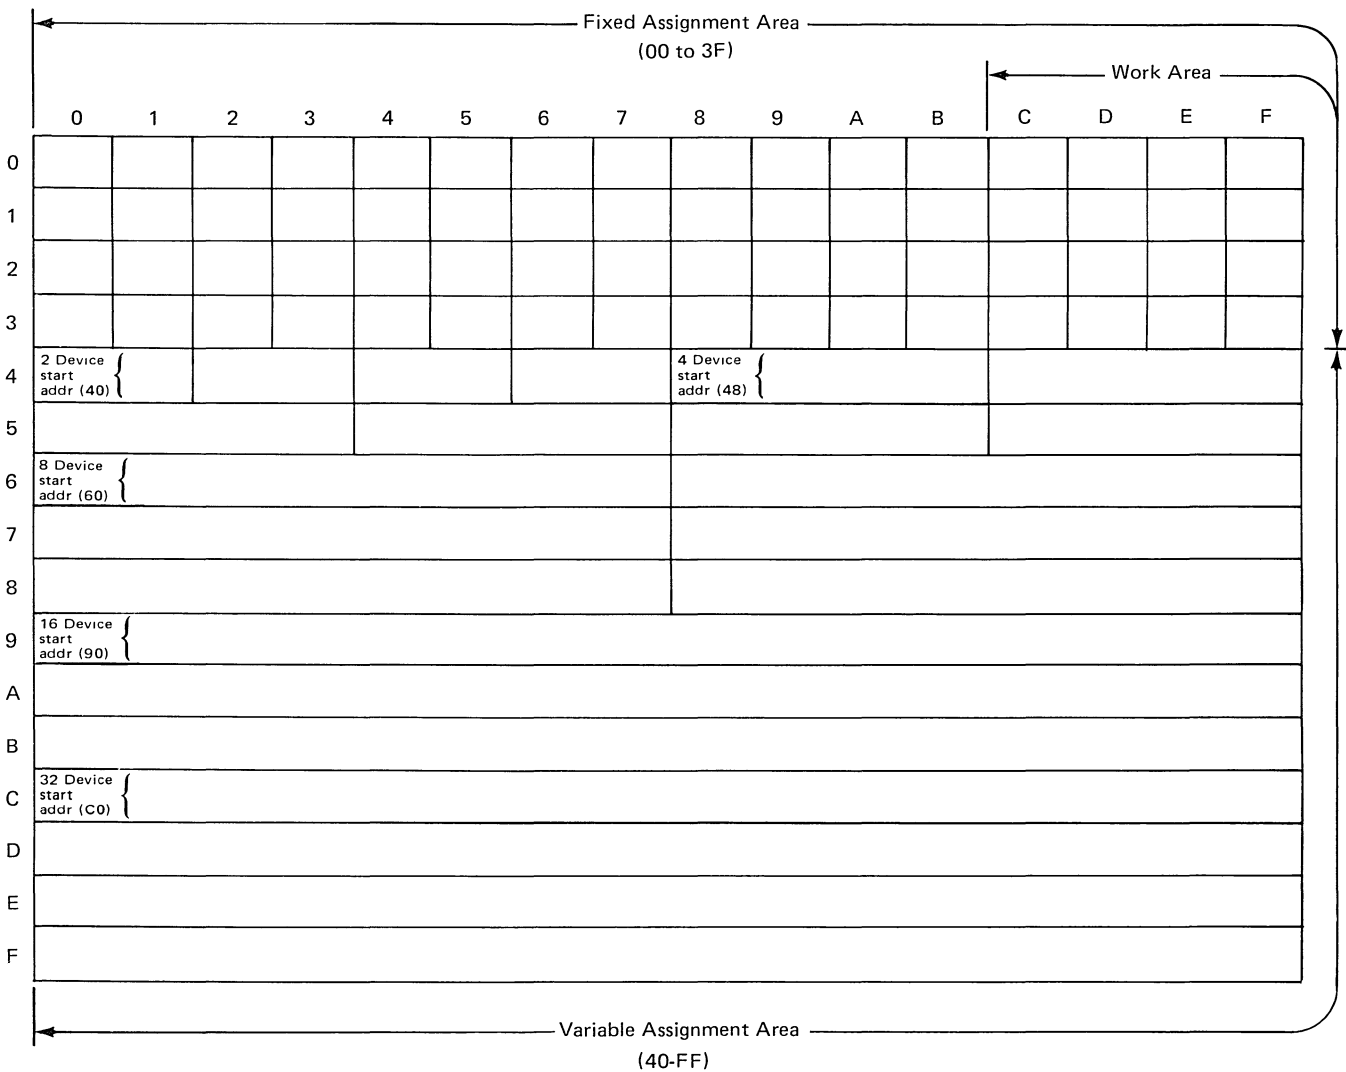 Fixed Assignment Area
(00 to 3F)
Work Area
0 1 2 3 4 5 6 7 8 9 A B C D E F
0
1
2
3
4
2 Device
start
addr (40)
4 Device
start
addr (48)
5
6
8 Device
start
addr (60)
7
8
9
16 Device
start
addr (90)
A
B
C
32 Device
start
addr (C0)
D
E
F
Variable Assignment Area
(40-FF)